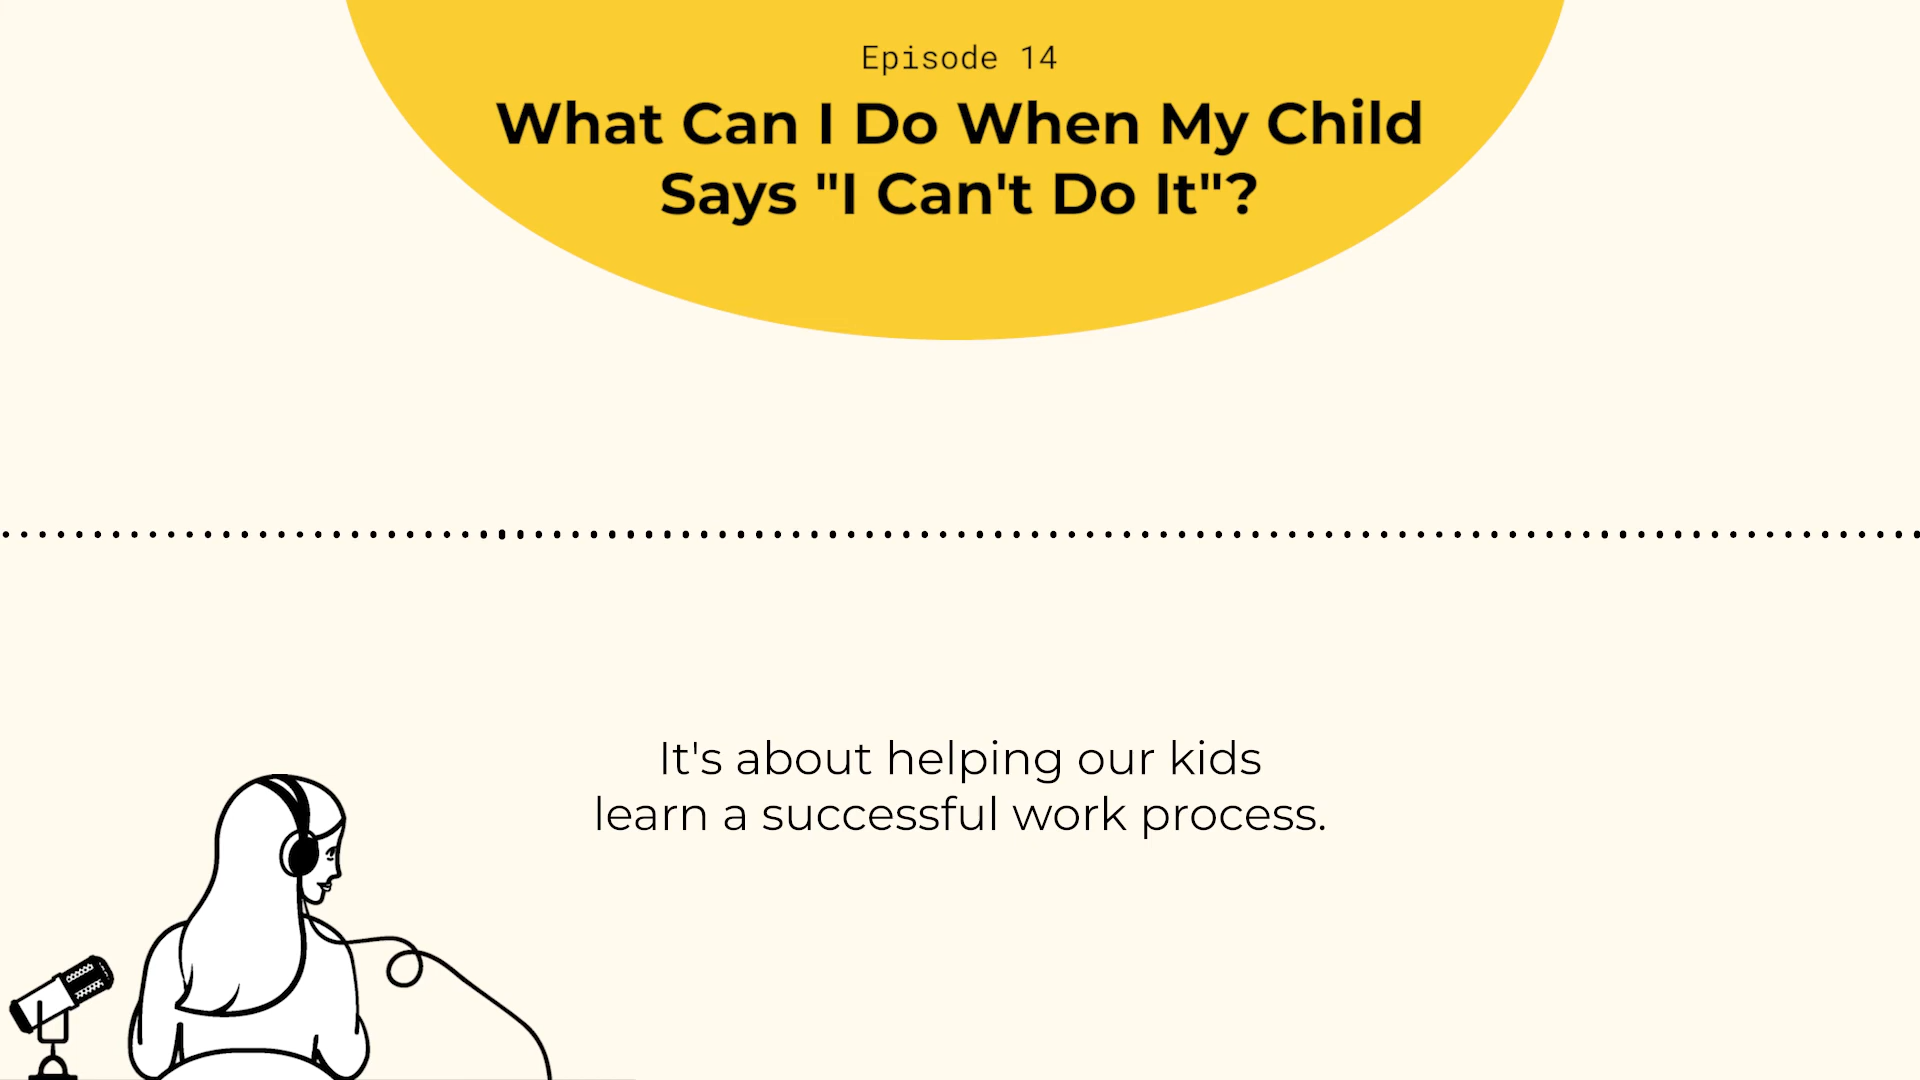 Episode 14
What Can I Do When My Child
Says "I Can't Do It"?
It's about helping our kids
learn a successful work process.